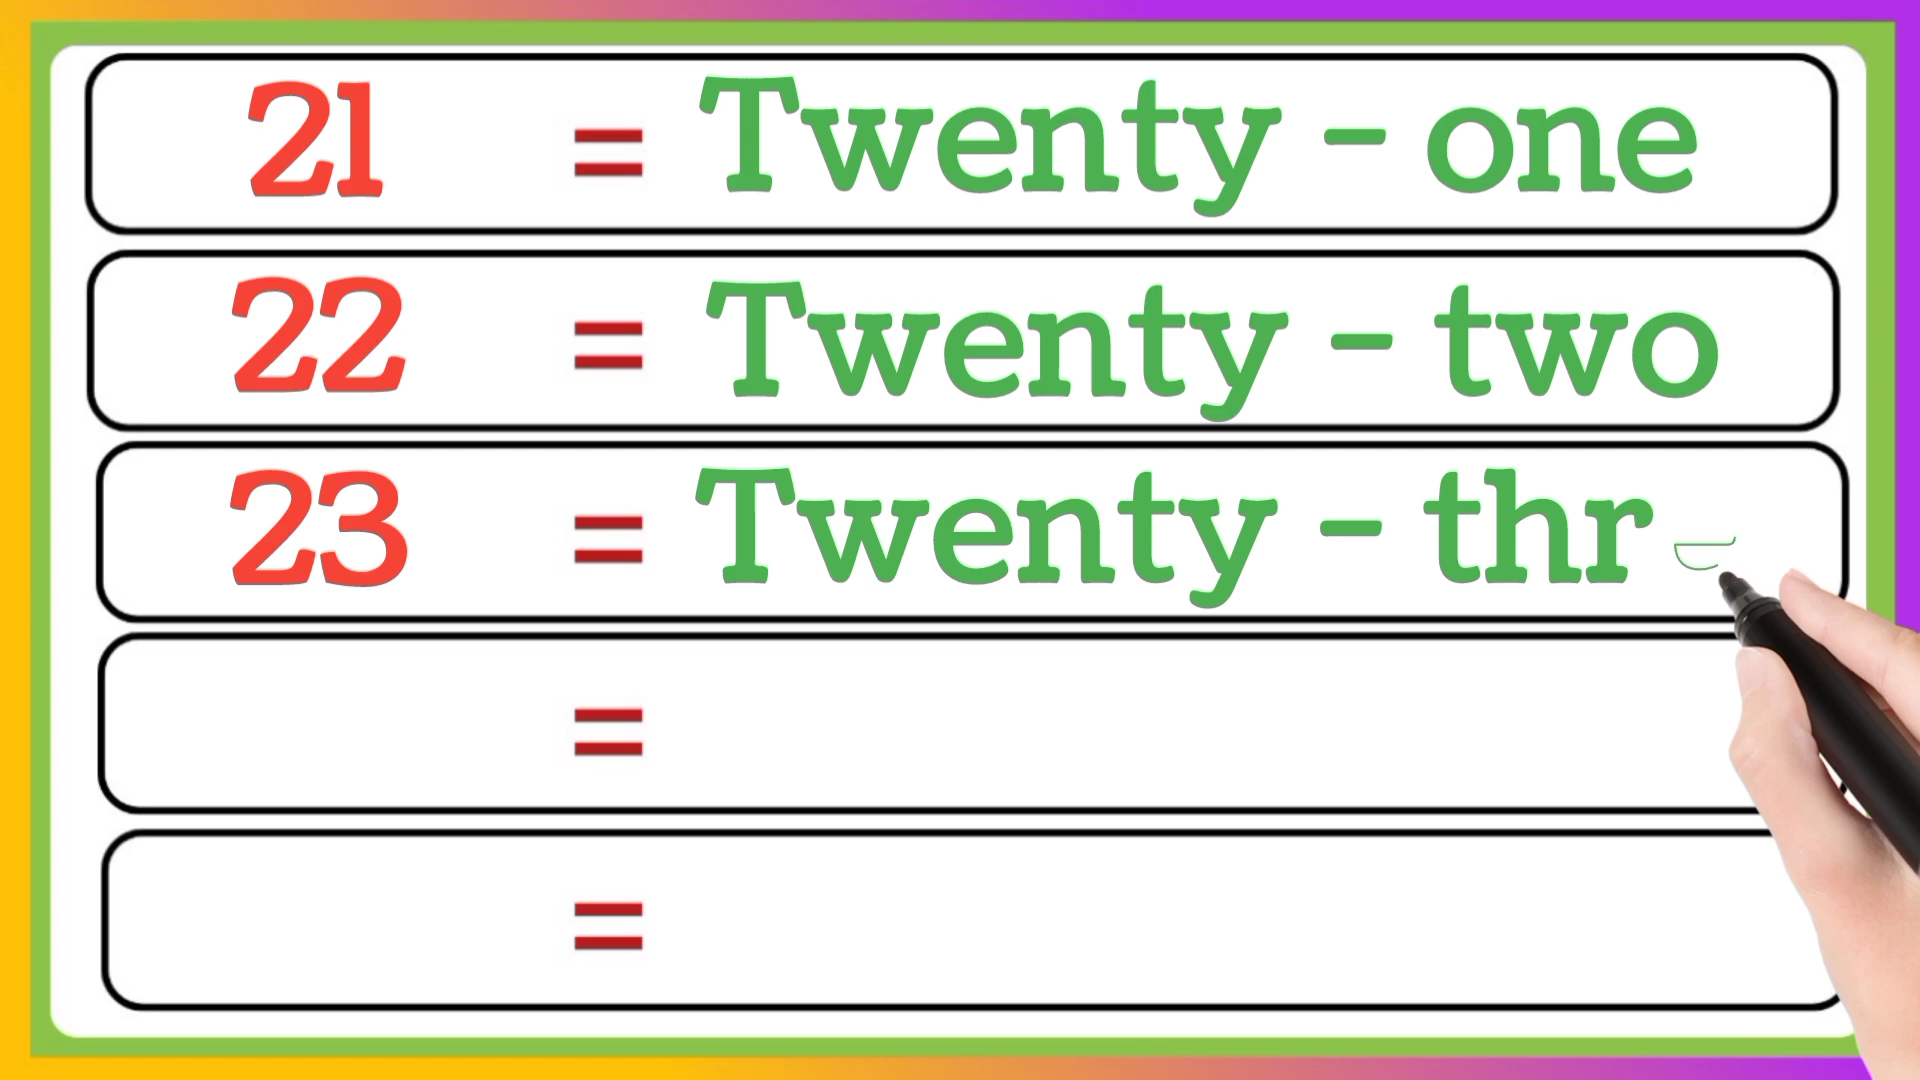 21 = Twenty - one
22 = Twenty - two
23 = Twenty - thr
=
=